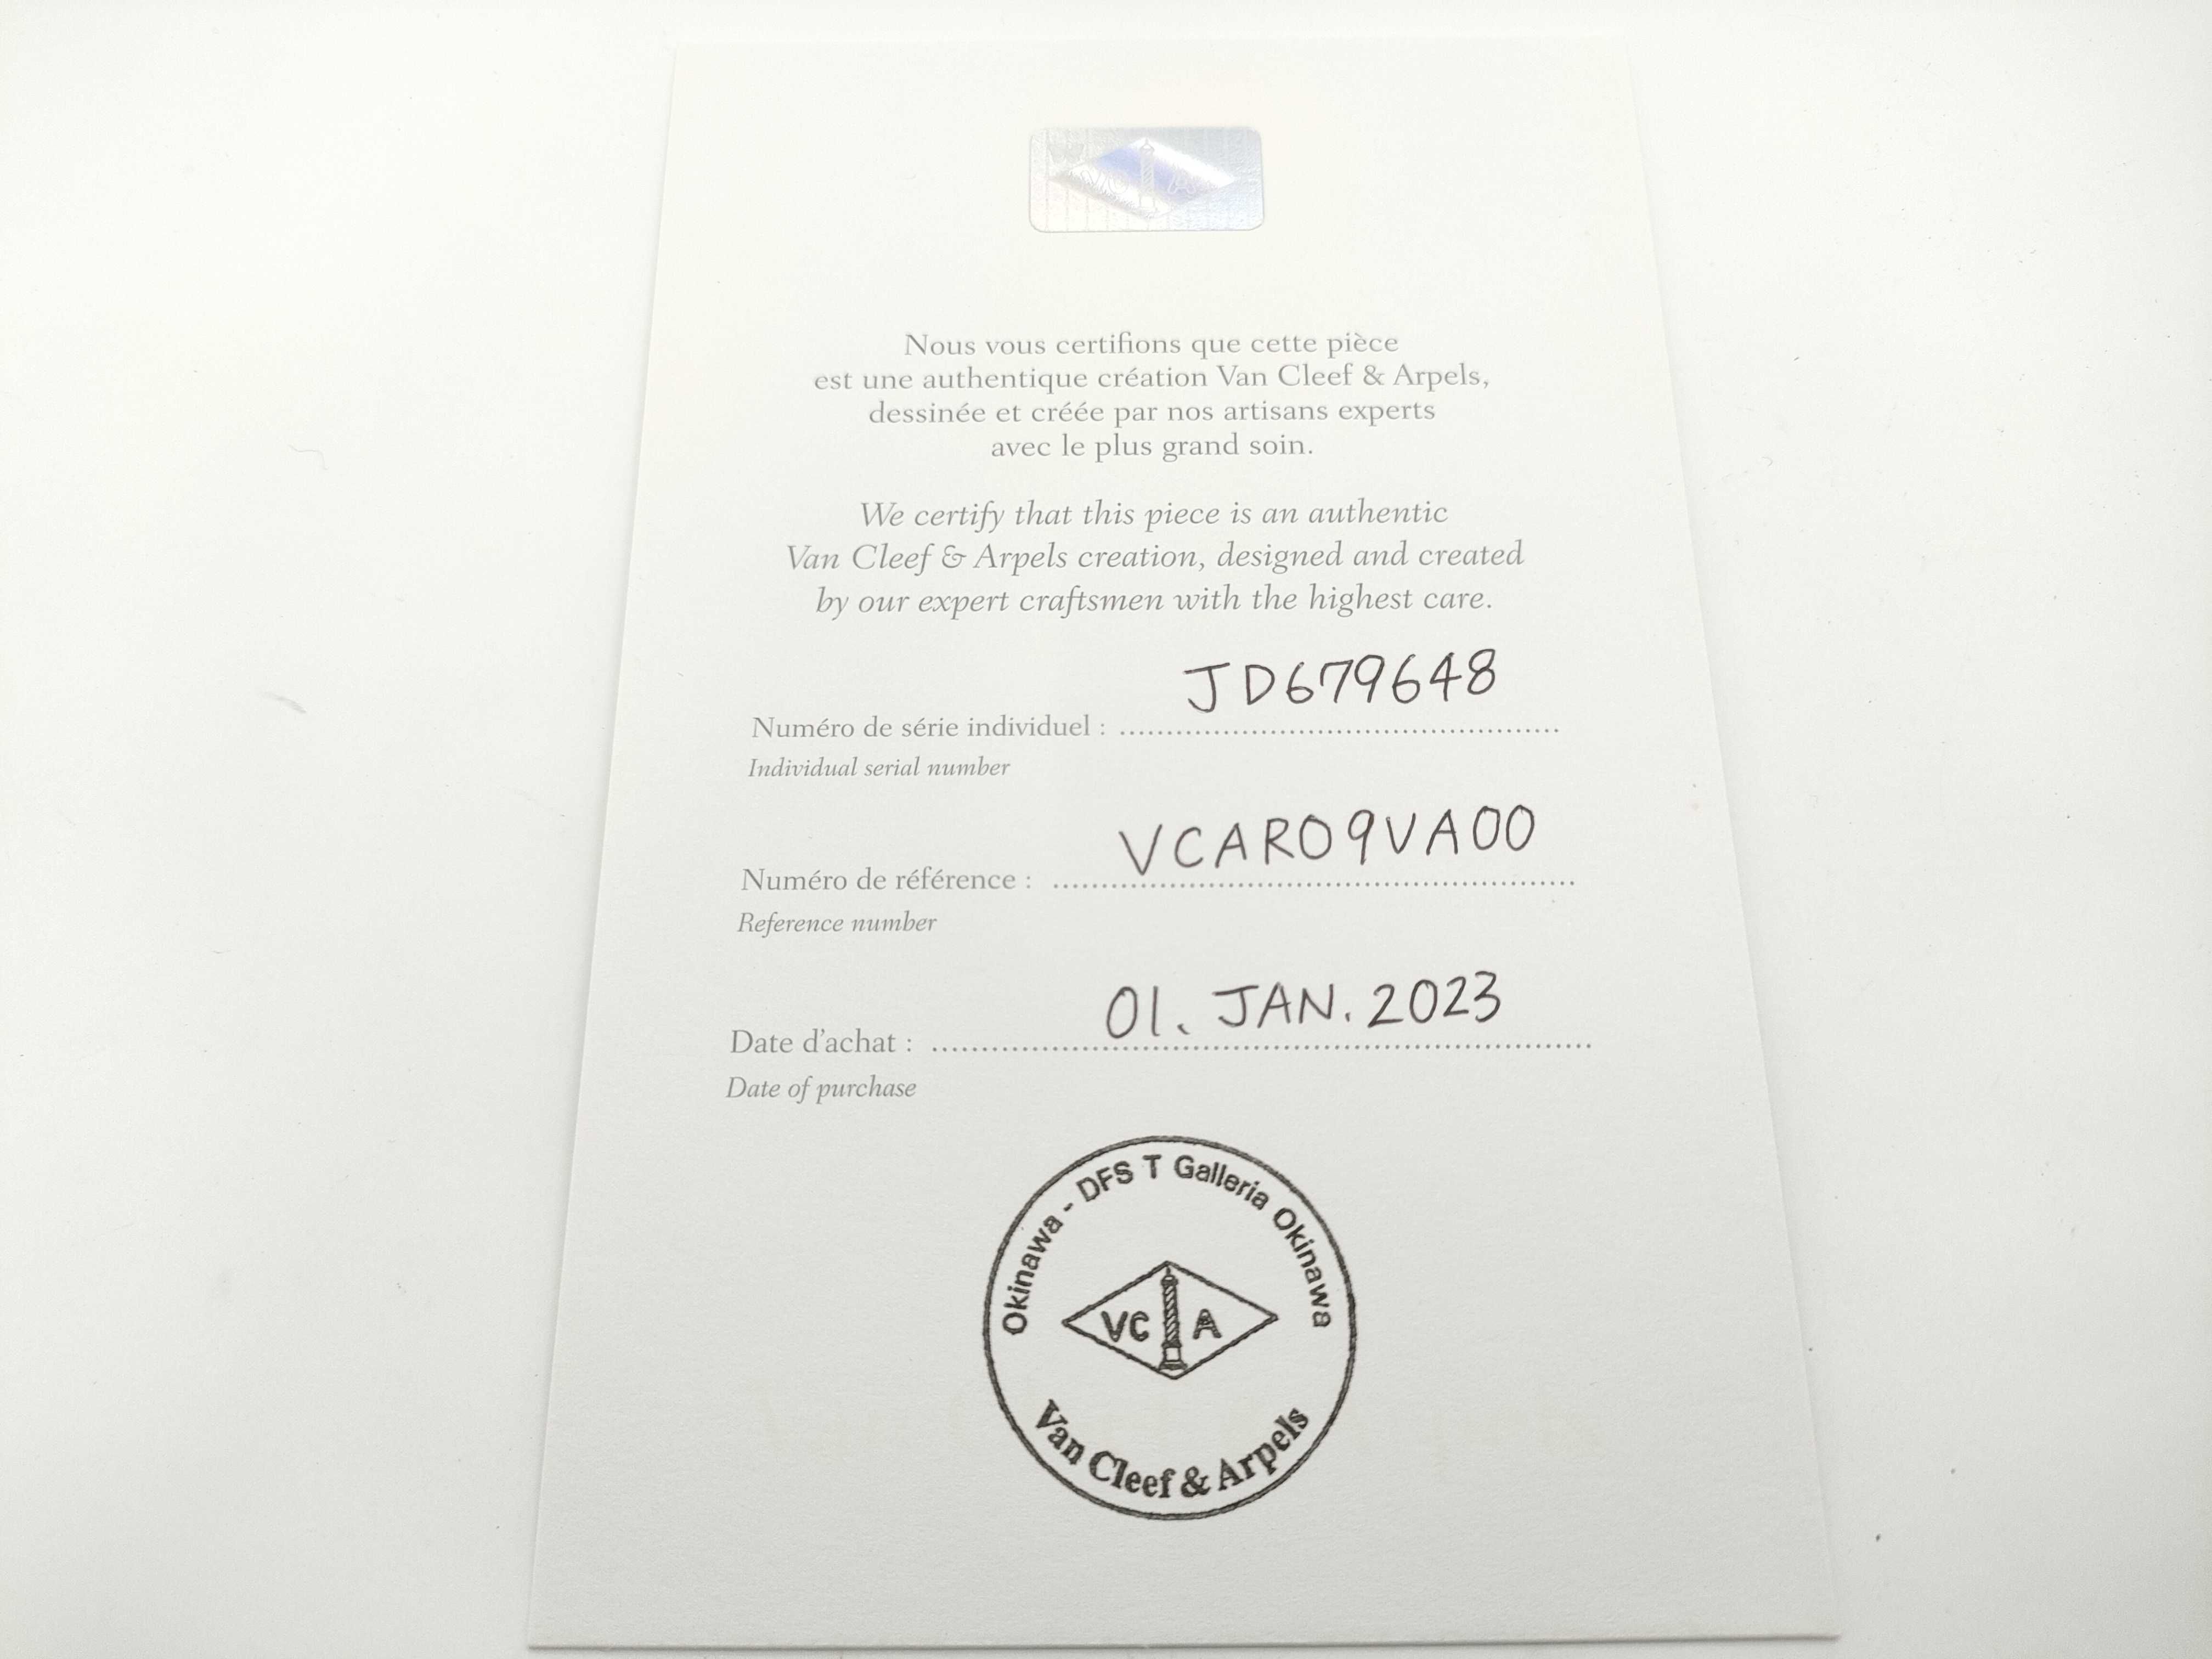 VC A
Nous vous certifions que cette pièce
est une authentique création Van Cleef & Arpels,
dessinée et créée par nos artisans experts
avec le plus grand soin.
We certify that this piece is an authentic
Van Cleef & Arpels creation, designed and created
by our expert craftsmen with the highest care.
Numéro de série individuel : JD679648
Individual serial number
Numéro de référence : VCARO9VA00
Reference number
Date d'achat : 01. JAN. 2023
Date of purchase
Okinawa - DFS T Galleria Okinawa
VC A
Van Cleef & Arpels